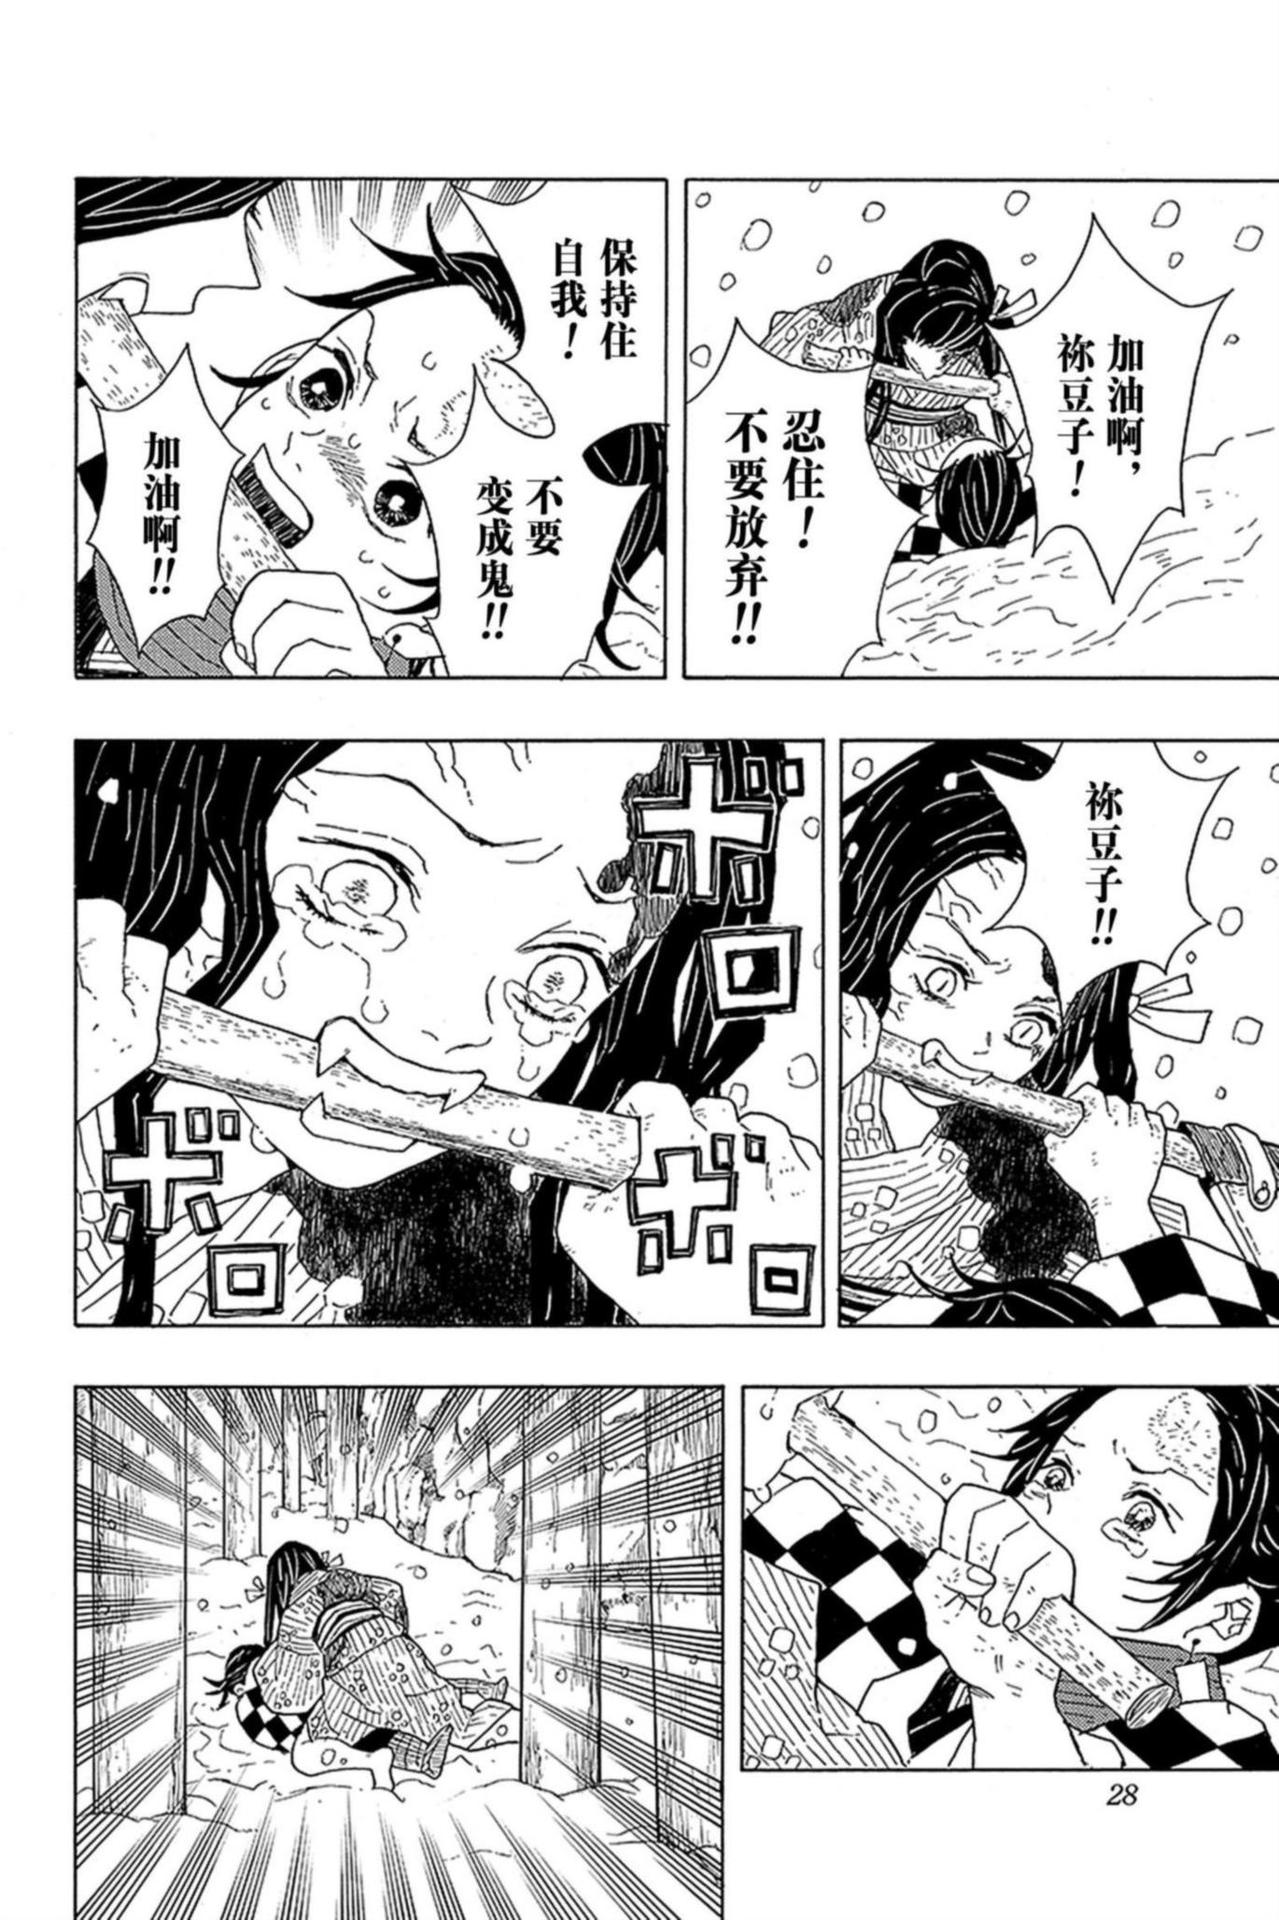 加油啊，
祢豆子！
忍住！
不要放弃！！
保持住
自我！
不要
变成鬼！！
加油啊！！
祢豆子！！
ボロ
ボロ
ボロ
28